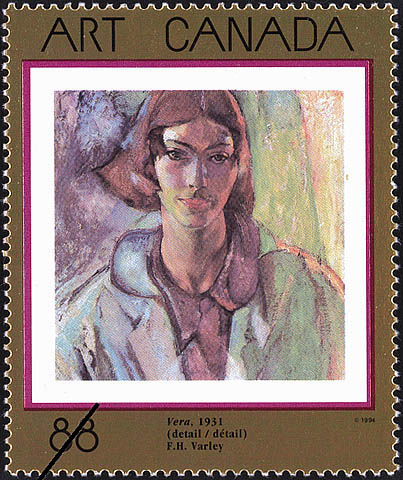 ART CANADA
Vera, 1931
(detail / détail)
F.H. Varley
© 1994
88